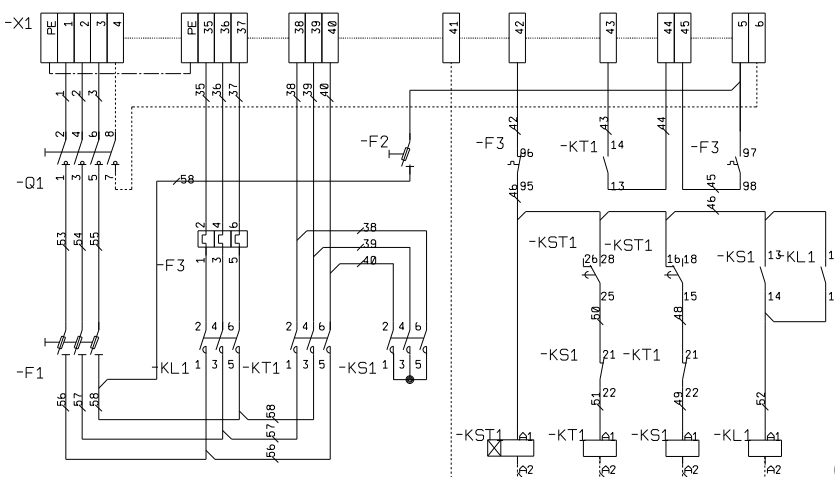 -X1 PE 1 2 3 4 PE 35 36 37 38 39 40 41 42 43 44 45 5 6
1 2 3 35 36 37 38 39 40 42 43 44
2 4 6 8 -F2 -F3 96 -KT1 14 -F3 97
-Q1 1 3 5 7 58 95 13 45 98
46 46
53 54 55 2 4 6 38 -KST1 -KST1
39 -KS1 13 -KL1 1
-F3 1 3 5 40 26 28 16 18
25 15 14 1
50 48
2 4 6 2 4 6 2 4 6
-F1 -KL1 1 3 5 -KT1 1 3 5 -KS1 1 3 5 -KS1 21 -KT1 21
22 22
56 57 58 58 51 49 52
57 -KST1 A1 -KT1 A1 -KS1 A1 -KL1 A1
56 A2 A2 A2 A2